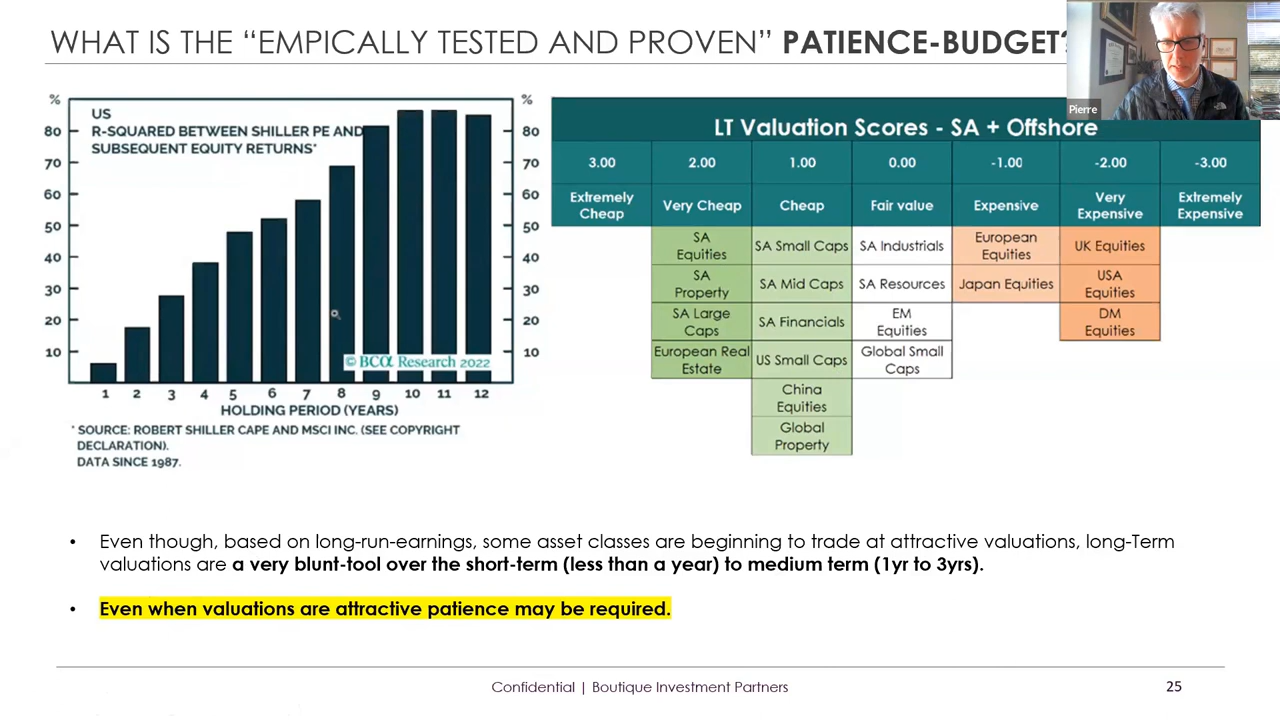 WHAT IS THE “EMPICALLY TESTED AND PROVEN” PATIENCE-BUDGET?
Pierre
%
%
US
R-SQUARED BETWEEN SHILLER PE AND
SUBSEQUENT EQUITY RETURNS*
80
70
60
50
40
30
20
10
80
70
60
50
40
30
20
10
© BCα Research 2022
1 2 3 4 5 6 7 8 9 10 11 12
HOLDING PERIOD (YEARS)
* SOURCE: ROBERT SHILLER CAPE AND MSCI INC. (SEE COPYRIGHT
DECLARATION).
DATA SINCE 1987.
LT Valuation Scores - SA + Offshore
3.00 2.00 1.00 0.00 -1.00 -2.00 -3.00
Extremely
Cheap
Very Cheap
Cheap
Fair value
Expensive
Very
Expensive
Extremely
Expensive
SA
Equities
SA Small Caps
SA Industrials
European
Equities
UK Equities
SA
Property
SA Mid Caps
SA Resources
Japan Equities
USA
Equities
SA Large
Caps
SA Financials
EM
Equities
DM
Equities
European Real
Estate
US Small Caps
Global Small
Caps
China
Equities
Global
Property
• Even though, based on long-run-earnings, some asset classes are beginning to trade at attractive valuations, long-Term
valuations are a very blunt-tool over the short-term (less than a year) to medium term (1yr to 3yrs).
• Even when valuations are attractive patience may be required.
Confidential | Boutique Investment Partners
25